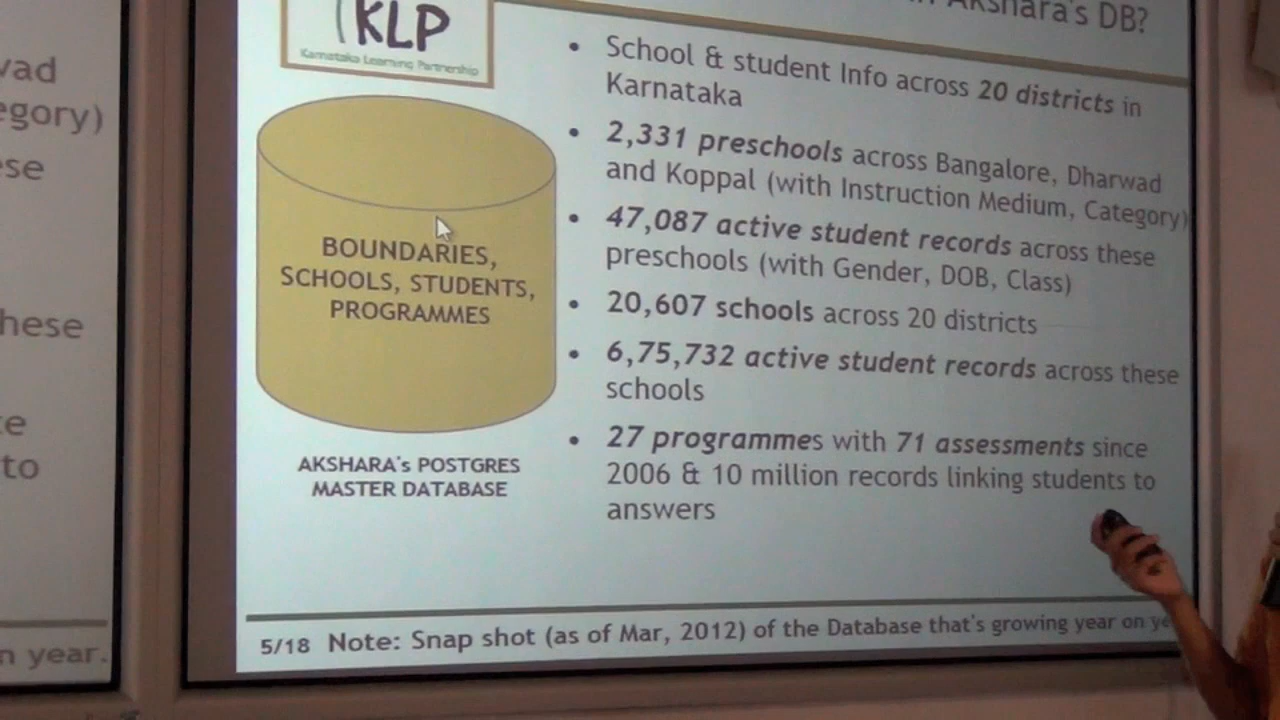 Akshara's DB?
KLP
Karnataka Learning Partnership
• School & student Info across 20 districts in
Karnataka
• 2,331 preschools across Bangalore, Dharwad
and Koppal (with Instruction Medium, Category)
• 47,087 active student records across these
preschools (with Gender, DOB, Class)
• 20,607 schools across 20 districts
• 6,75,732 active student records across these
schools
• 27 programmes with 71 assessments since
2006 & 10 million records linking students to
answers
BOUNDARIES,
SCHOOLS, STUDENTS,
PROGRAMMES
AKSHARA's POSTGRES
MASTER DATABASE
5/18 Note: Snap shot (as of Mar, 2012) of the Database that's growing year on
vad
egory)
se
hese
e
to
n year.